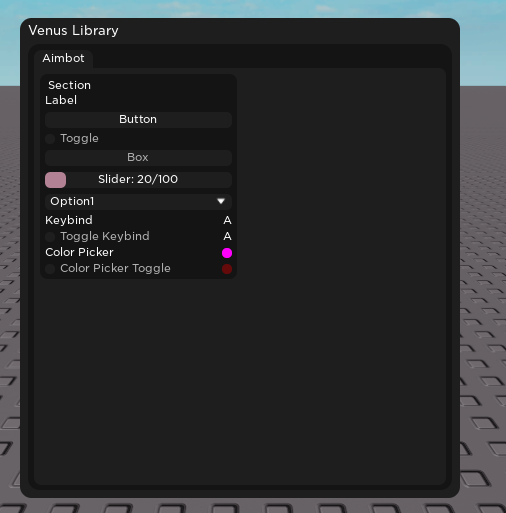 Venus Library
Aimbot
Section
Label
Button
Toggle
Box
Slider: 20/100
Option1
Keybind A
Toggle Keybind A
Color Picker
Color Picker Toggle